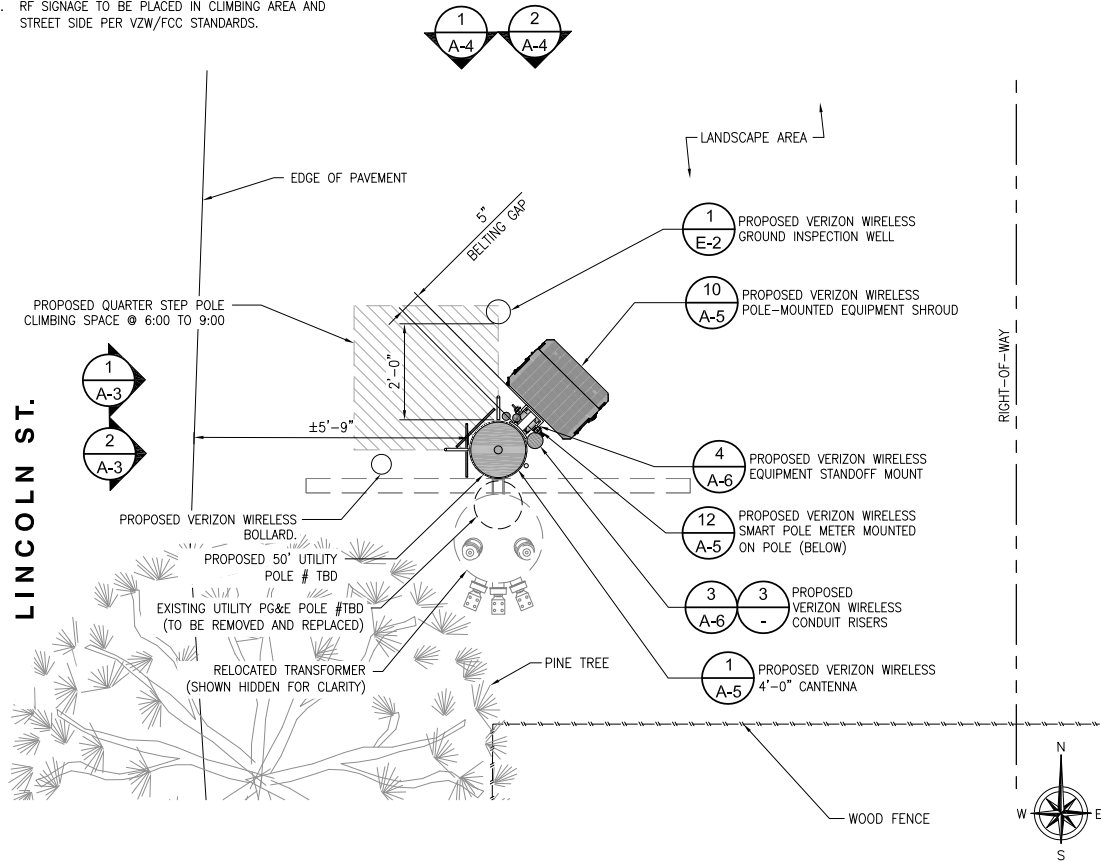 . RF SIGNAGE TO BE PLACED IN CLIMBING AREA AND
STREET SIDE PER VZW/FCC STANDARDS.
1
A-4
2
A-4
LANDSCAPE AREA
EDGE OF PAVEMENT
5"
BELTING GAP
1
E-2
PROPOSED VERIZON WIRELESS
GROUND INSPECTION WELL
10
A-5
PROPOSED VERIZON WIRELESS
POLE-MOUNTED EQUIPMENT SHROUD
PROPOSED QUARTER STEP POLE
CLIMBING SPACE @ 6:00 TO 9:00
2'-0"
RIGHT-OF-WAY
1
A-3
2
A-3
±5'-9"
LINCOLN ST.
4
A-6
PROPOSED VERIZON WIRELESS
EQUIPMENT STANDOFF MOUNT
12
A-5
PROPOSED VERIZON WIRELESS
SMART POLE METER MOUNTED
ON POLE (BELOW)
PROPOSED VERIZON WIRELESS
BOLLARD.
PROPOSED 50' UTILITY
POLE # TBD
EXISTING UTILITY PG&E POLE #TBD
(TO BE REMOVED AND REPLACED)
3
A-6
3
-
PROPOSED
VERIZON WIRELESS
CONDUIT RISERS
RELOCATED TRANSFORMER
(SHOWN HIDDEN FOR CLARITY)
PINE TREE
1
A-5
PROPOSED VERIZON WIRELESS
4'-0" CANTENNA
WOOD FENCE
N
W
E
S